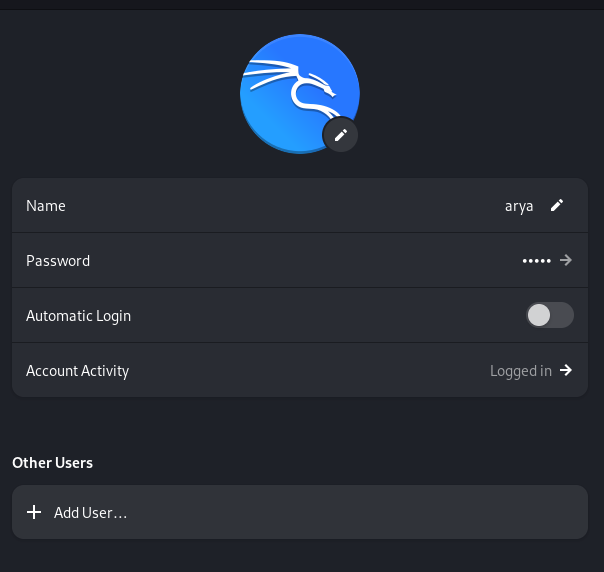 Name arya
Password •••••
Automatic Login
Account Activity Logged in
Other Users
Add User...